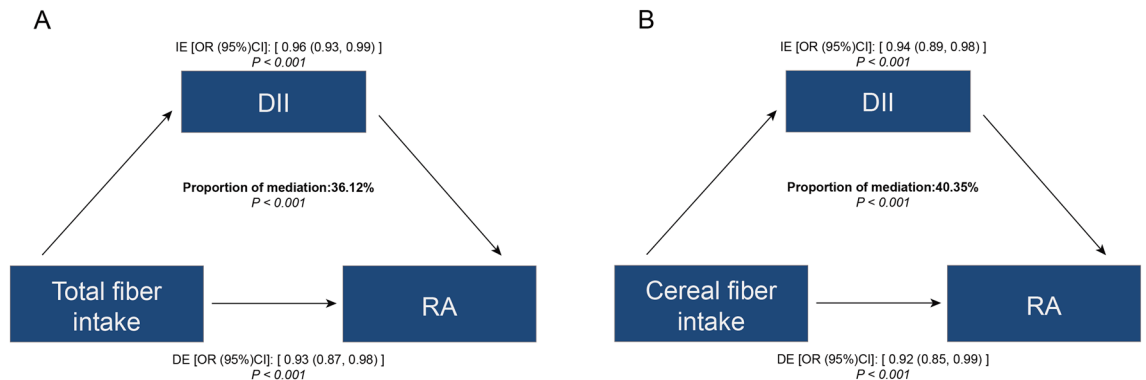 A
IE [OR (95%)CI]: [ 0.96 (0.93, 0.99) ]
P < 0.001
DII
Proportion of mediation:36.12%
P < 0.001
Total fiber
intake
RA
DE [OR (95%)CI]: [ 0.93 (0.87, 0.98) ]
P < 0.001
B
IE [OR (95%)CI]: [ 0.94 (0.89, 0.98) ]
P < 0.001
DII
Proportion of mediation:40.35%
P < 0.001
Cereal fiber
intake
RA
DE [OR (95%)CI]: [ 0.92 (0.85, 0.99) ]
P < 0.001